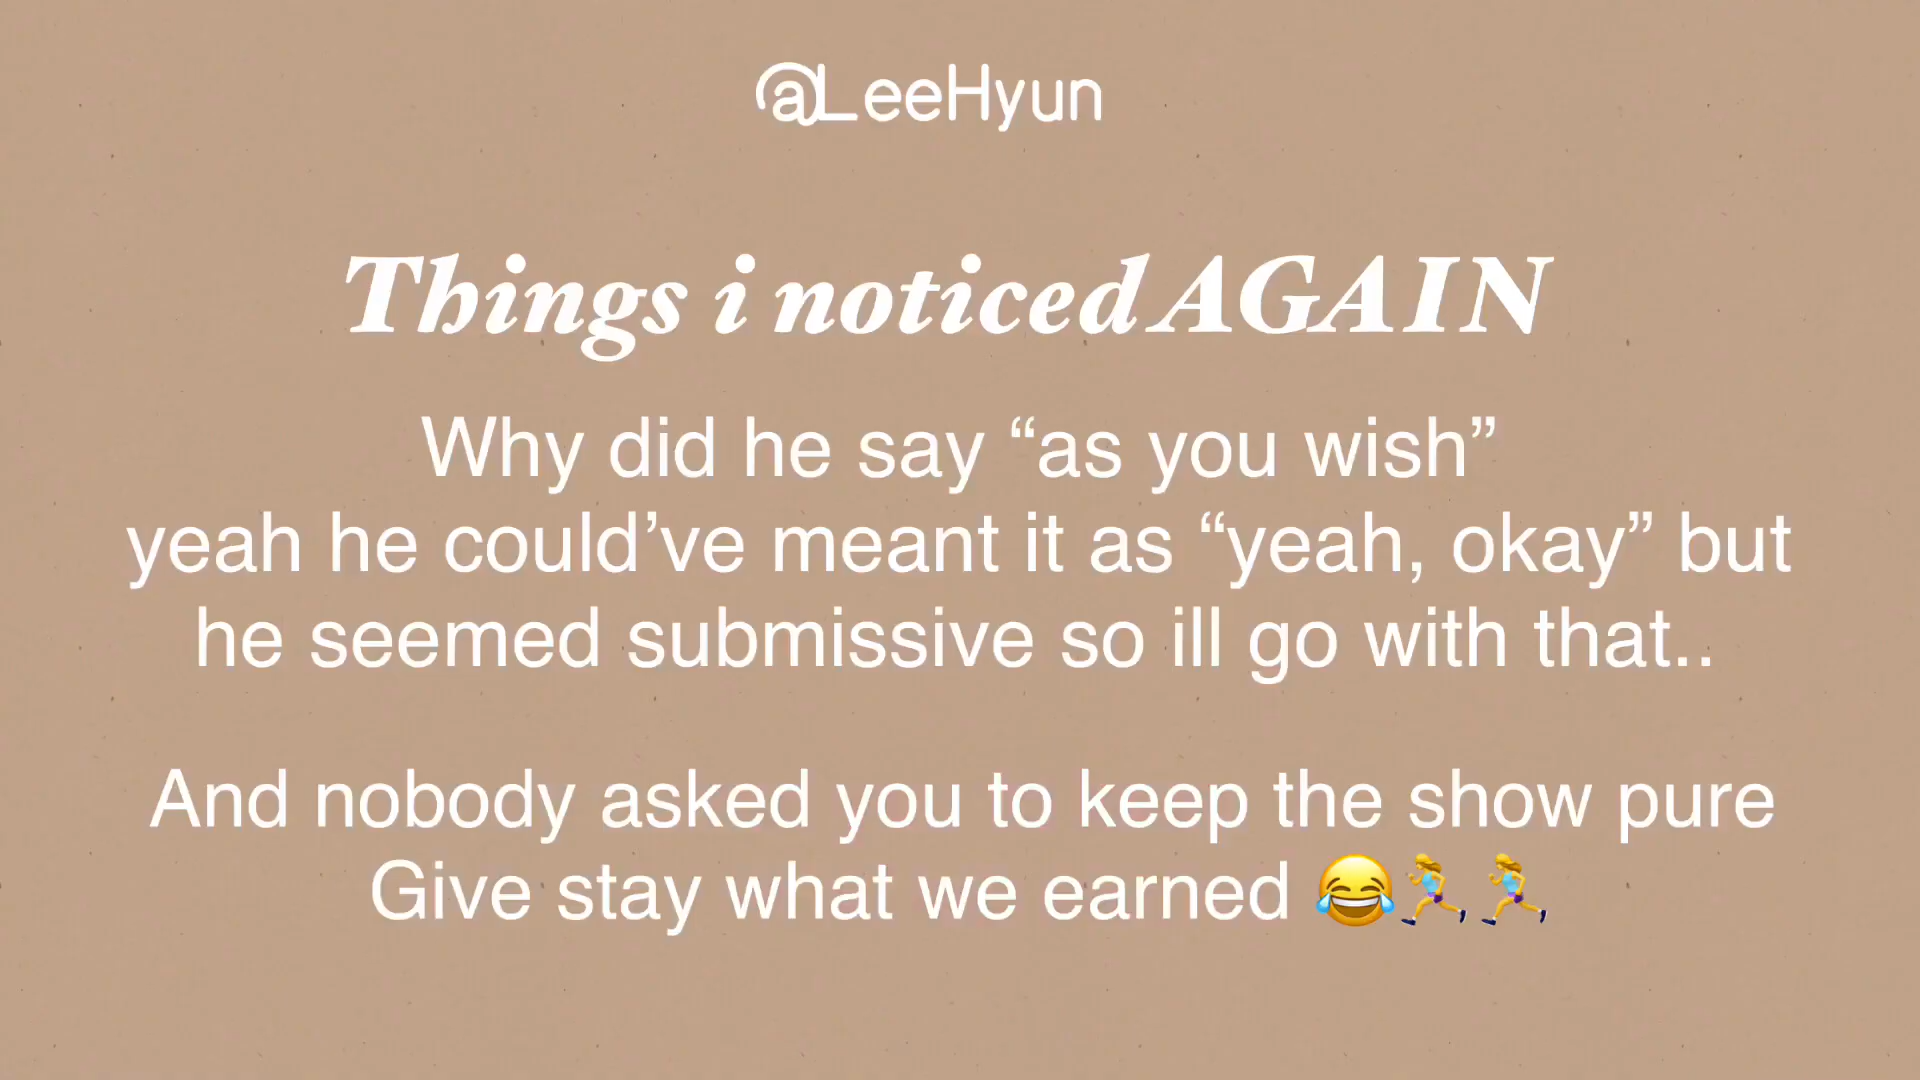 @LeeHyun
Things i noticed AGAIN
Why did he say “as you wish”
yeah he could’ve meant it as “yeah, okay” but
he seemed submissive so ill go with that..
And nobody asked you to keep the show pure
Give stay what we earned 😂🏃‍♀️🏃‍♀️